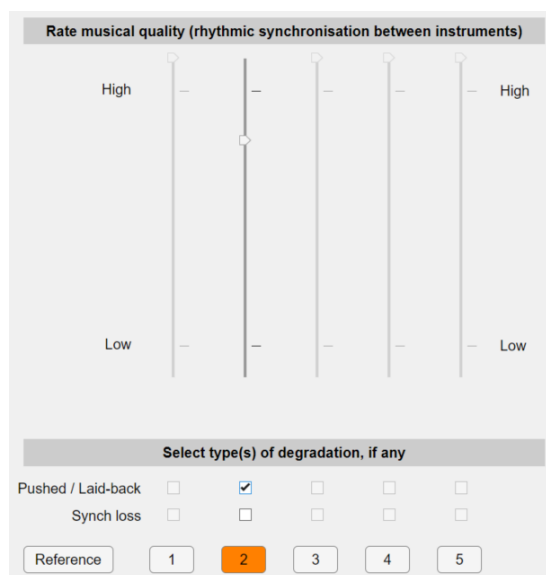 Rate musical quality (rhythmic synchronisation between instruments)
High High
Low Low
Select type(s) of degradation, if any
Pushed / Laid-back
Synch loss
Reference 1 2 3 4 5